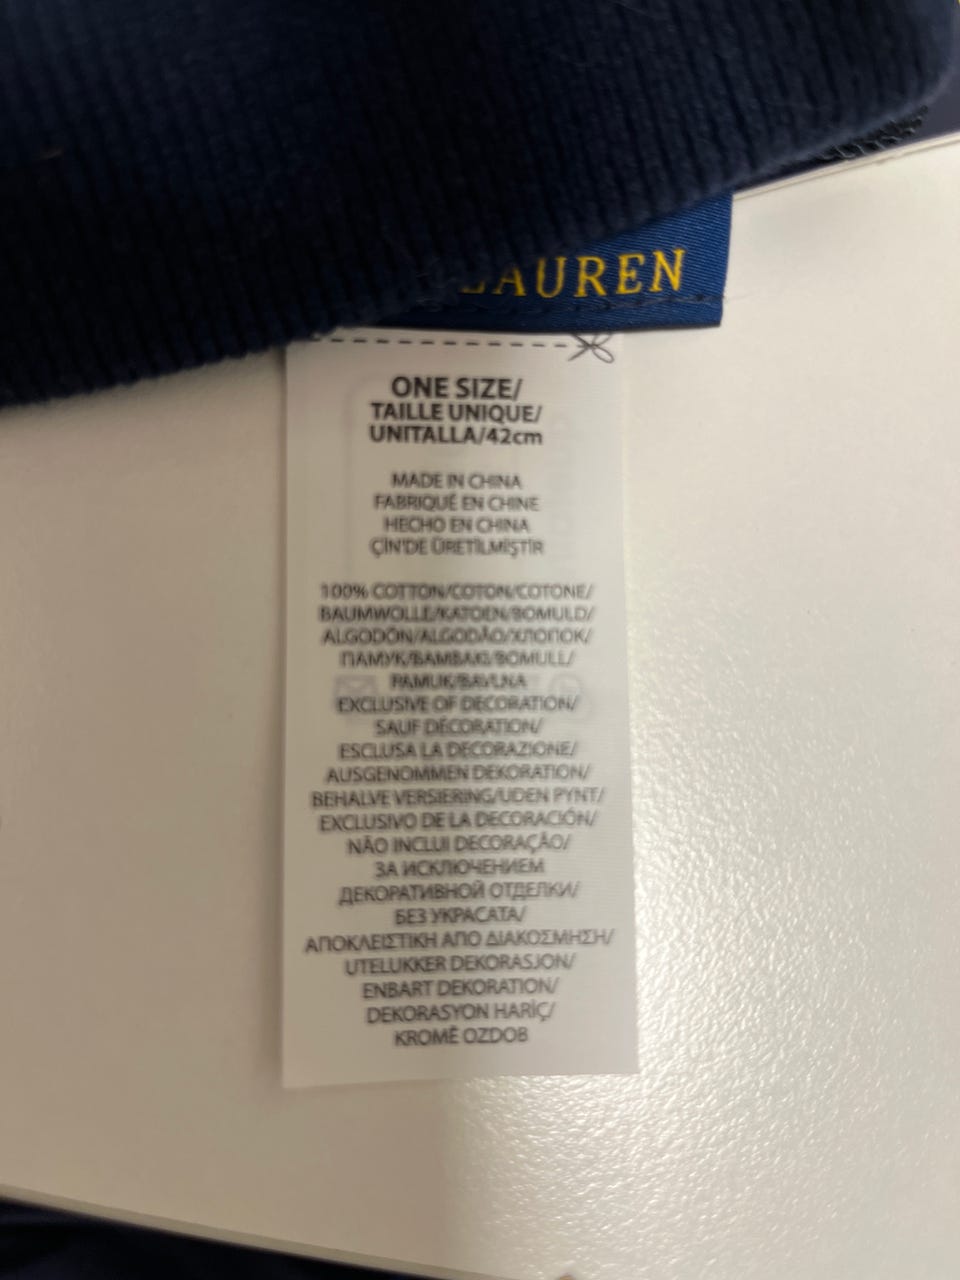 LAUREN
ONE SIZE/
TAILLE UNIQUE/
UNITALLA/42cm
MADE IN CHINA
FABRIQUÉ EN CHINE
HECHO EN CHINA
ÇİN'DE ÜRETİLMİŞTİR
100% COTTON/COTON/COTONE/
BAUMWOLLE/KATOEN/BOMULD/
ALGODÓN/ALGODÃO/ХЛОПОК/
ПАМУК/ΒΑΜΒΑΚΙ/BOMULL/
PAMUK/BAVLNA
EXCLUSIVE OF DECORATION/
SAUF DÉCORATION/
ESCLUSA LA DECORAZIONE/
AUSGENOMMEN DEKORATION/
BEHALVE VERSIERING/UDEN PYNT/
EXCLUSIVO DE LA DECORACIÓN/
NÃO INCLUI DECORAÇÃO/
ЗА ИСКЛЮЧЕНИЕМ
ДЕКОРАТИВНОЙ ОТДЕЛКИ/
БЕЗ УКРАСАТА/
ΑΠΟΚΛΕΙΣΤΙΚΗ ΑΠΟ ΔΙΑΚΟΣΜΗΣΗ/
UTELUKKER DEKORASJON/
ENBART DEKORATION/
DEKORASYON HARİÇ/
KROMĚ OZDOB